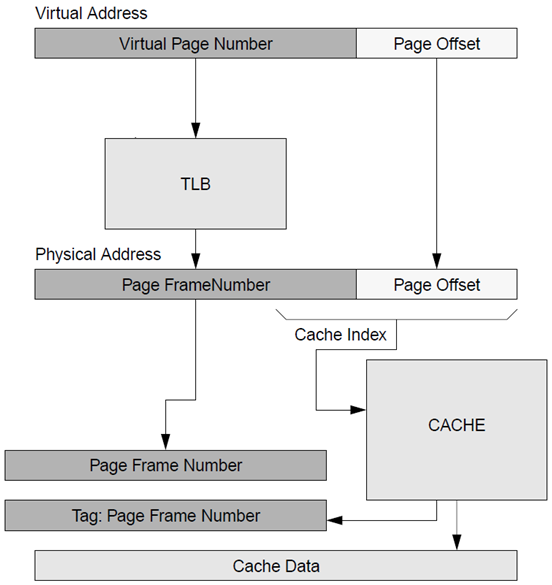 Virtual Address
Virtual Page Number Page Offset
TLB
Physical Address
Page FrameNumber Page Offset
Cache Index
CACHE
Page Frame Number
Tag: Page Frame Number
Cache Data